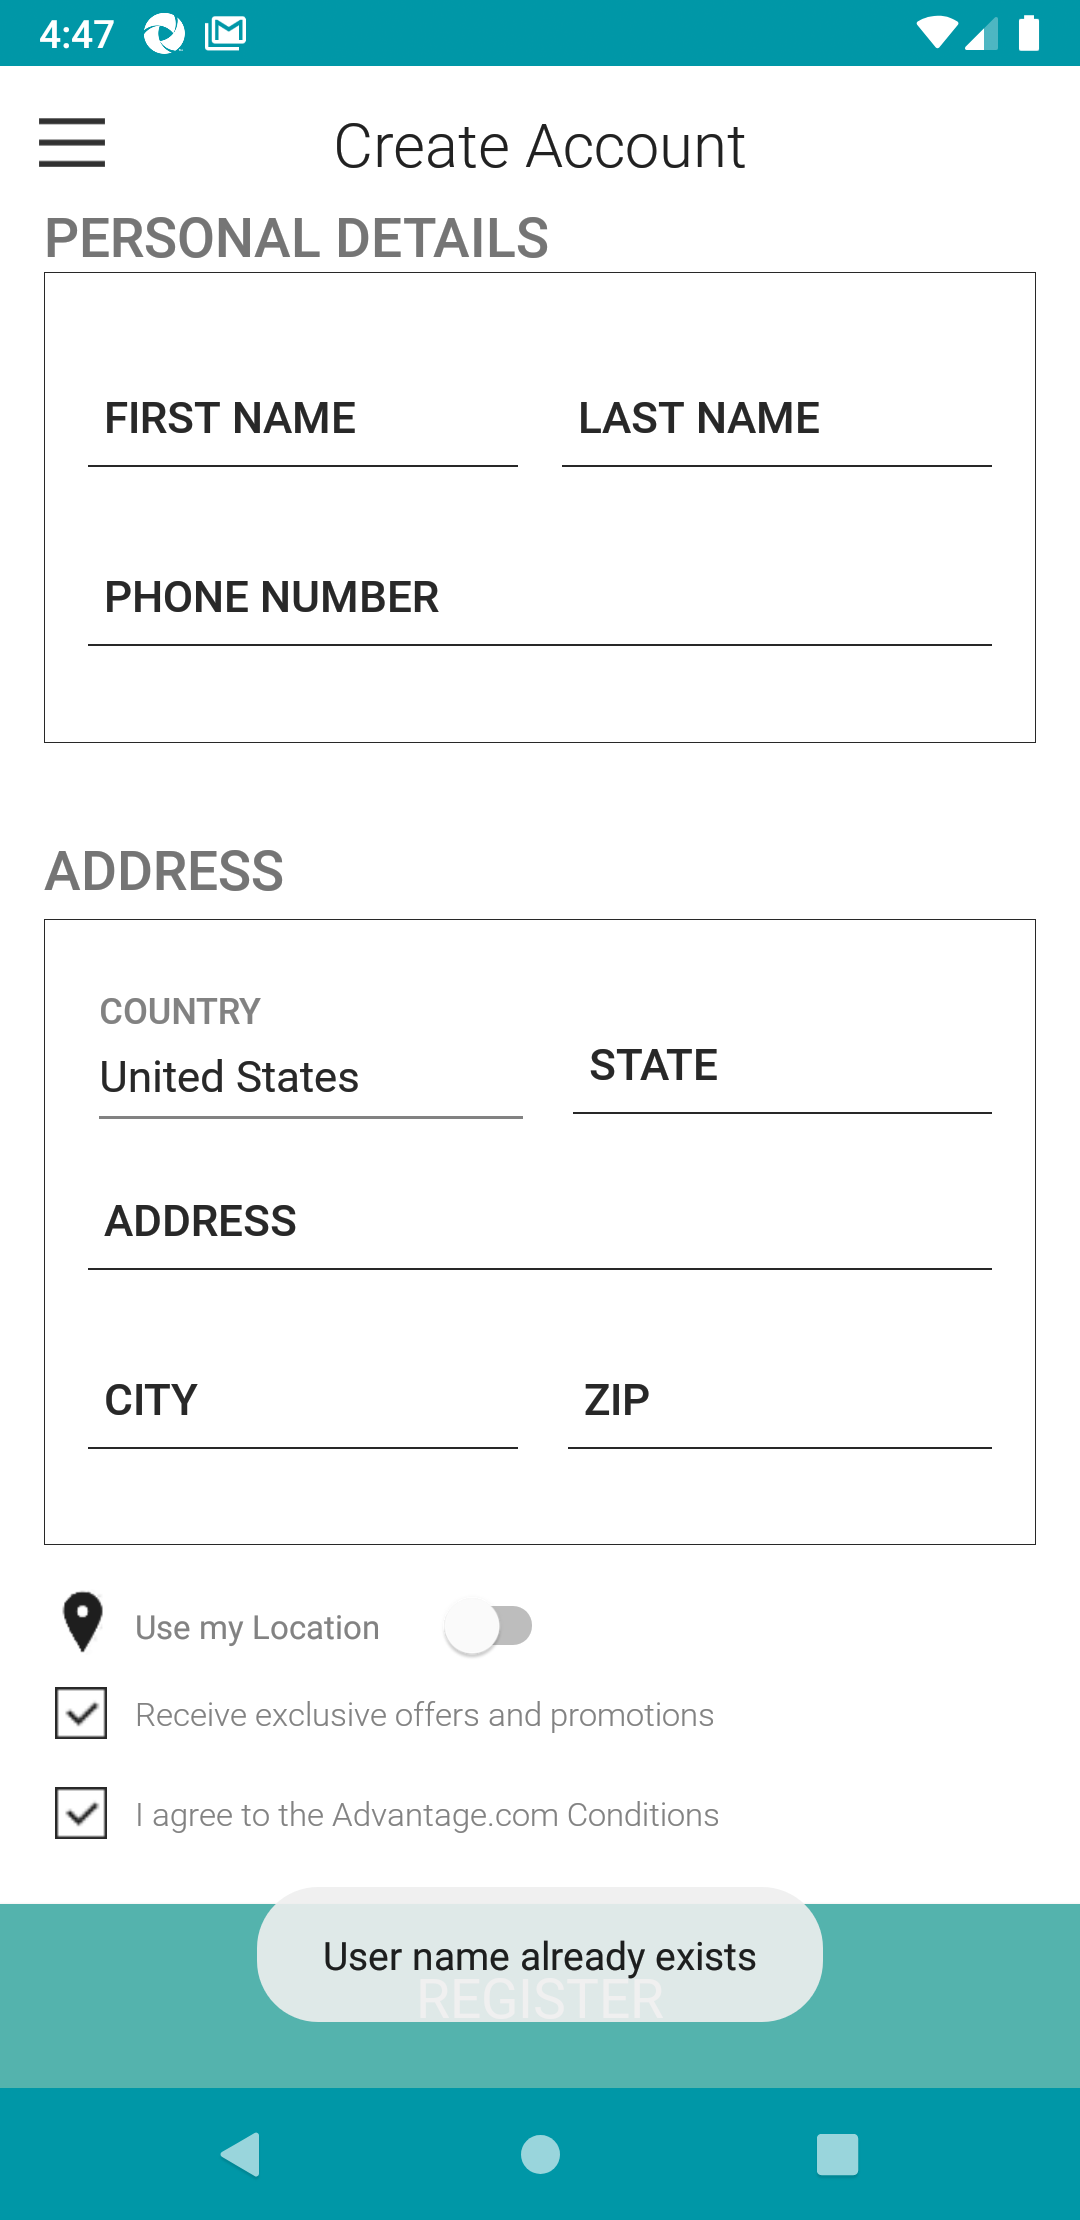 4:47
Create Account
PERSONAL DETAILS
FIRST NAME LAST NAME
PHONE NUMBER
ADDRESS
COUNTRY
United States
STATE
ADDRESS
CITY ZIP
Use my Location
Receive exclusive offers and promotions
I agree to the Advantage.com Conditions
User name already exists
REGISTER